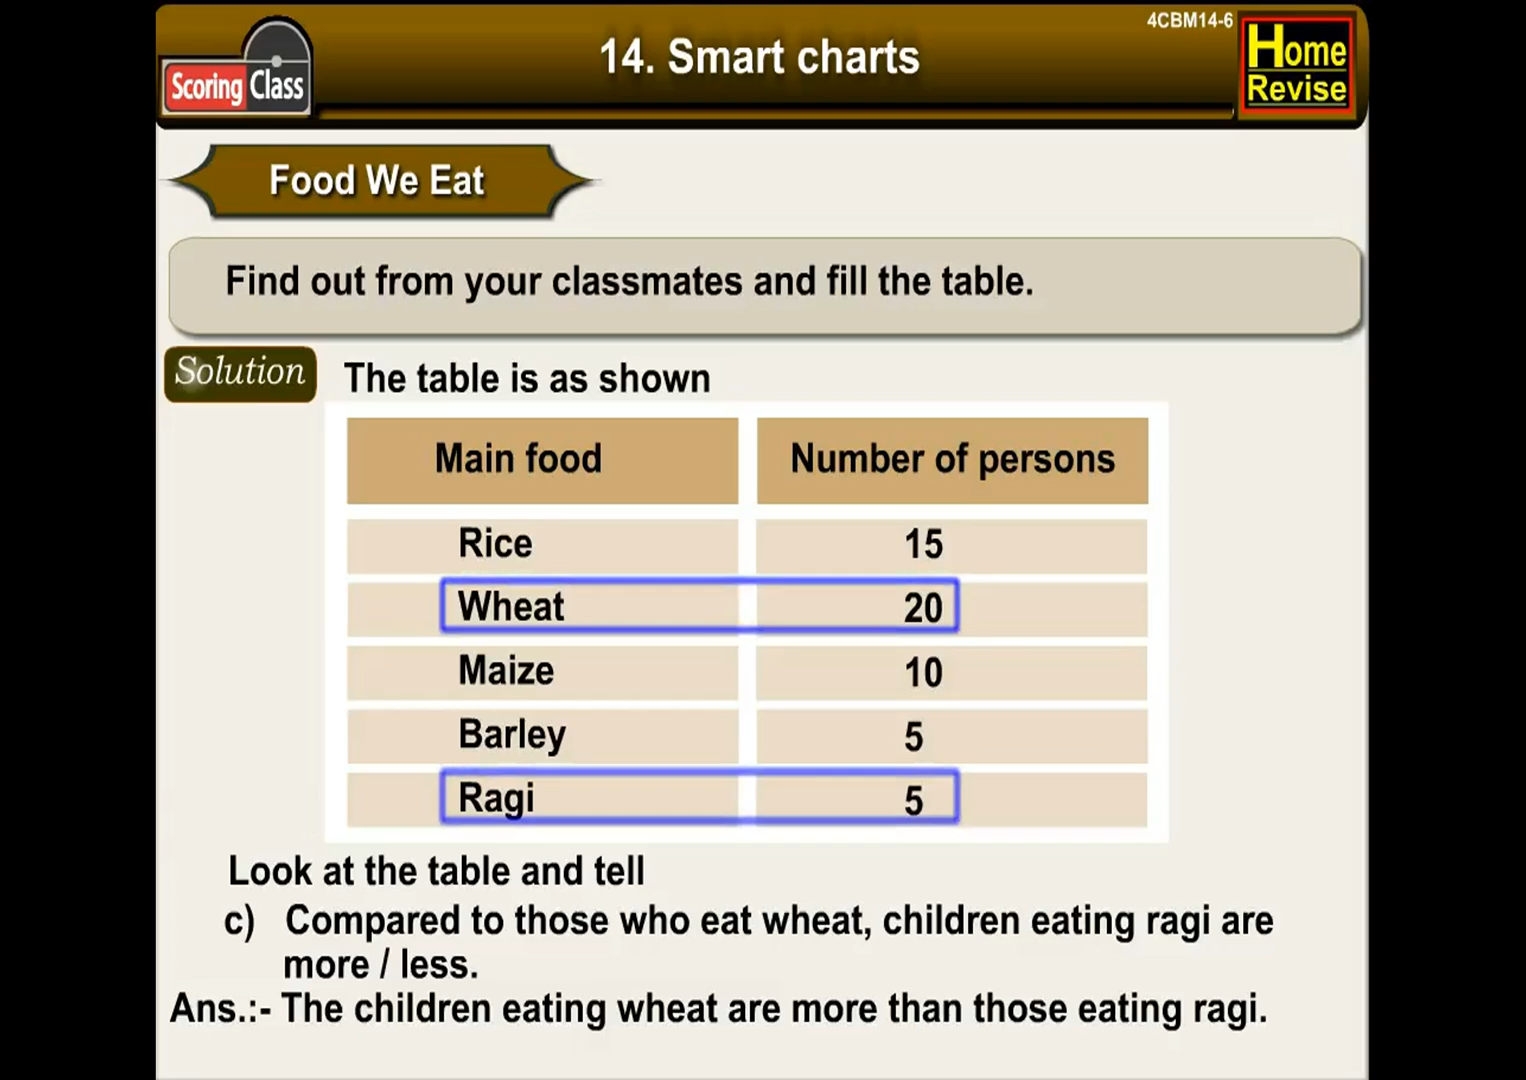 4CBM14-6
14. Smart charts
Scoring Class
Home
Revise
Food We Eat
Find out from your classmates and fill the table.
Solution
The table is as shown
Main food Number of persons
Rice 15
Wheat 20
Maize 10
Barley 5
Ragi 5
Look at the table and tell
c) Compared to those who eat wheat, children eating ragi are
more / less.
Ans.:- The children eating wheat are more than those eating ragi.